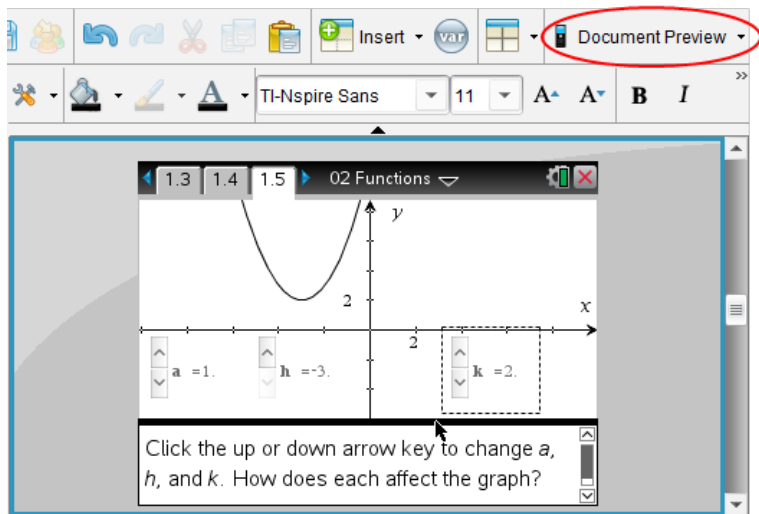 Insert var Document Preview
TI-Nspire Sans 11 A A B I
1.3 1.4 1.5 02 Functions
y
2
x
2
a =1. h =-3. k =2.
Click the up or down arrow key to change a,
h, and k. How does each affect the graph?